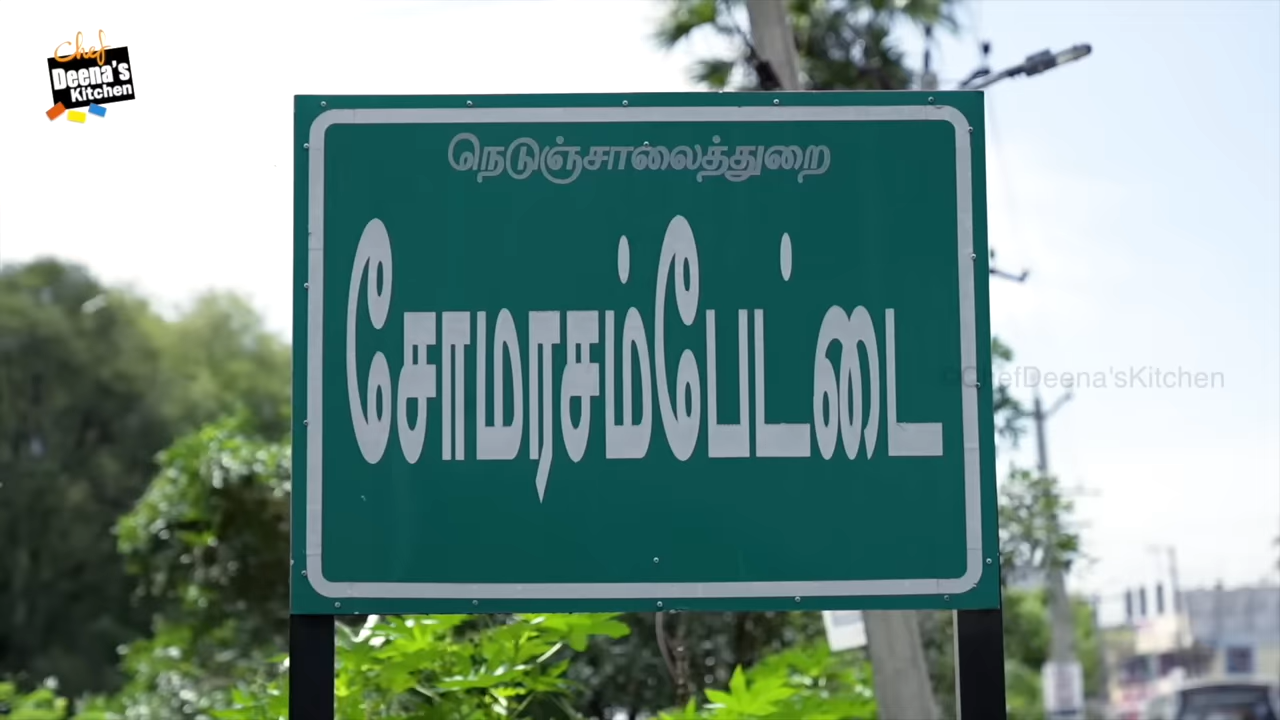 Chef
Deena's
Kitchen
நெடுஞ்சாலைத்துறை
சோமரசம்பேட்டை
©ChefDeena'sKitchen